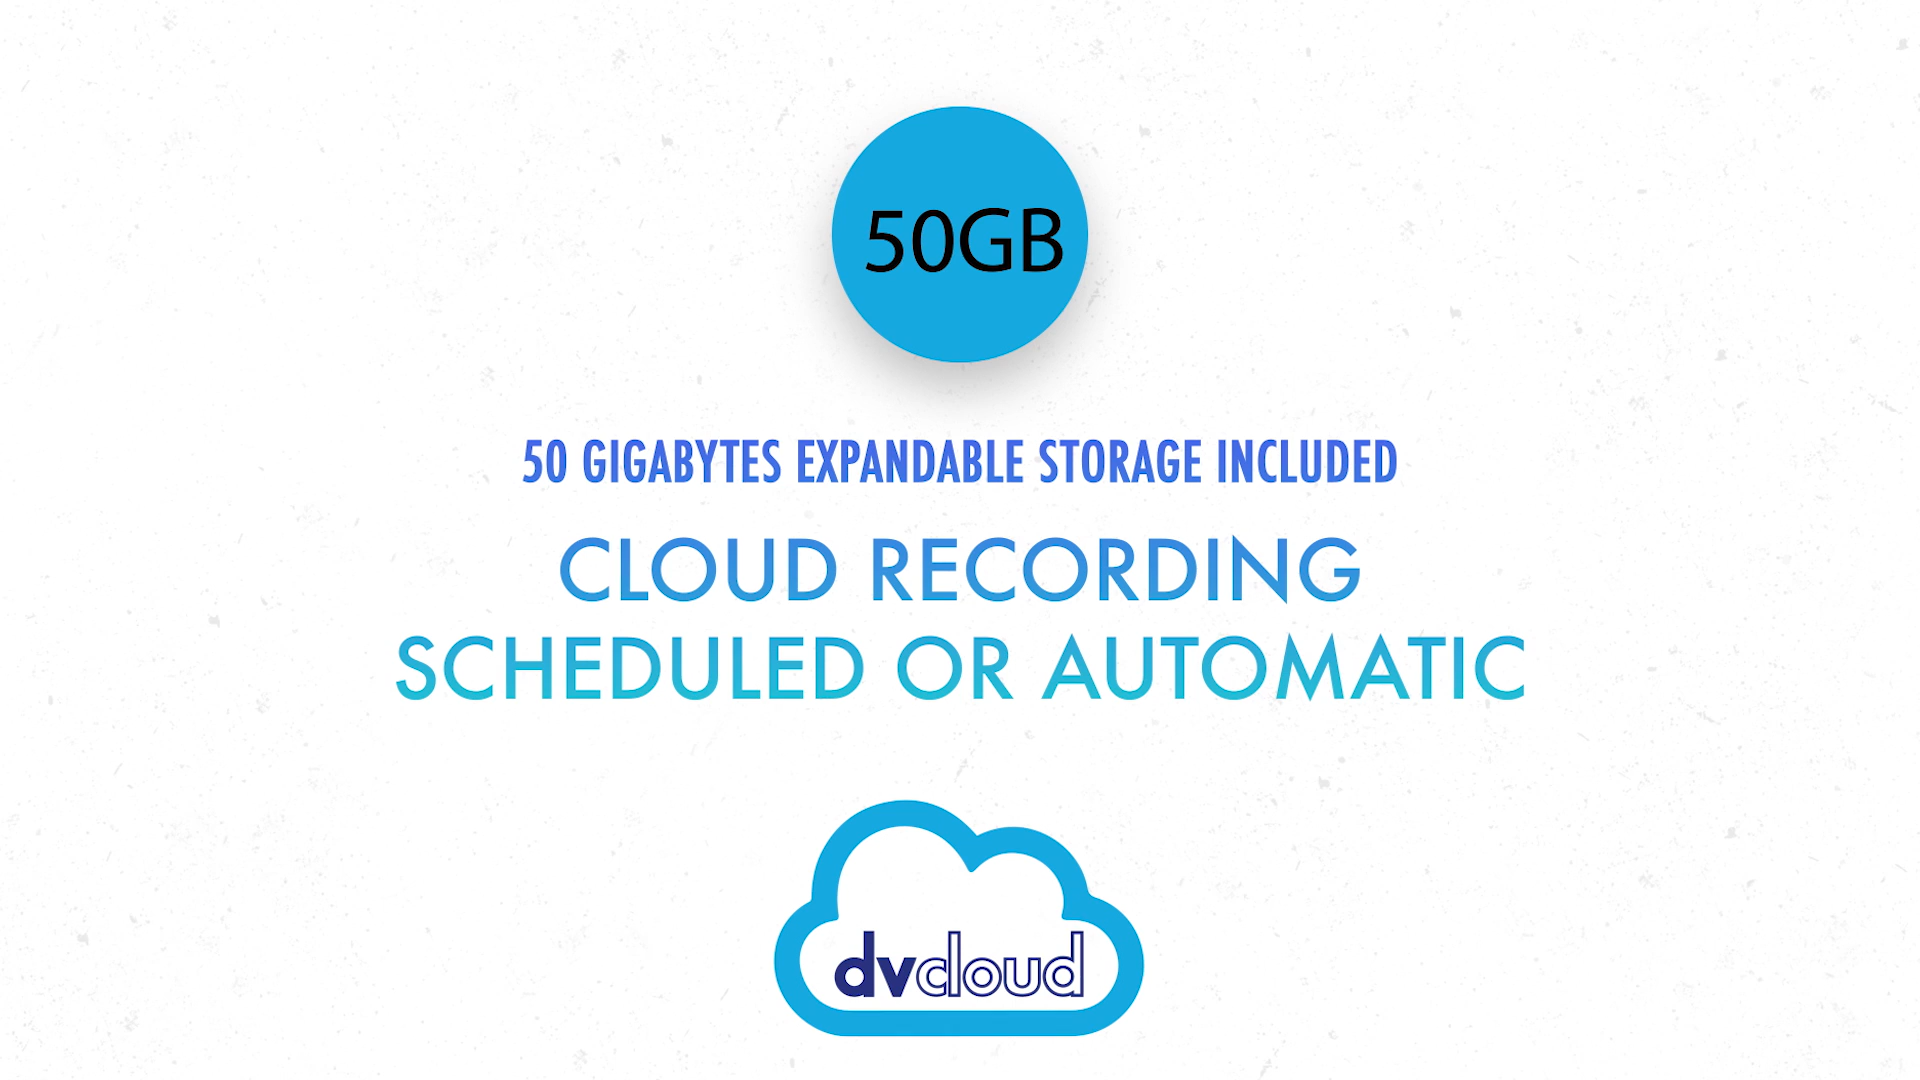 50GB
50 GIGABYTES EXPANDABLE STORAGE INCLUDED
CLOUD RECORDING
SCHEDULED OR AUTOMATIC
dvcloud